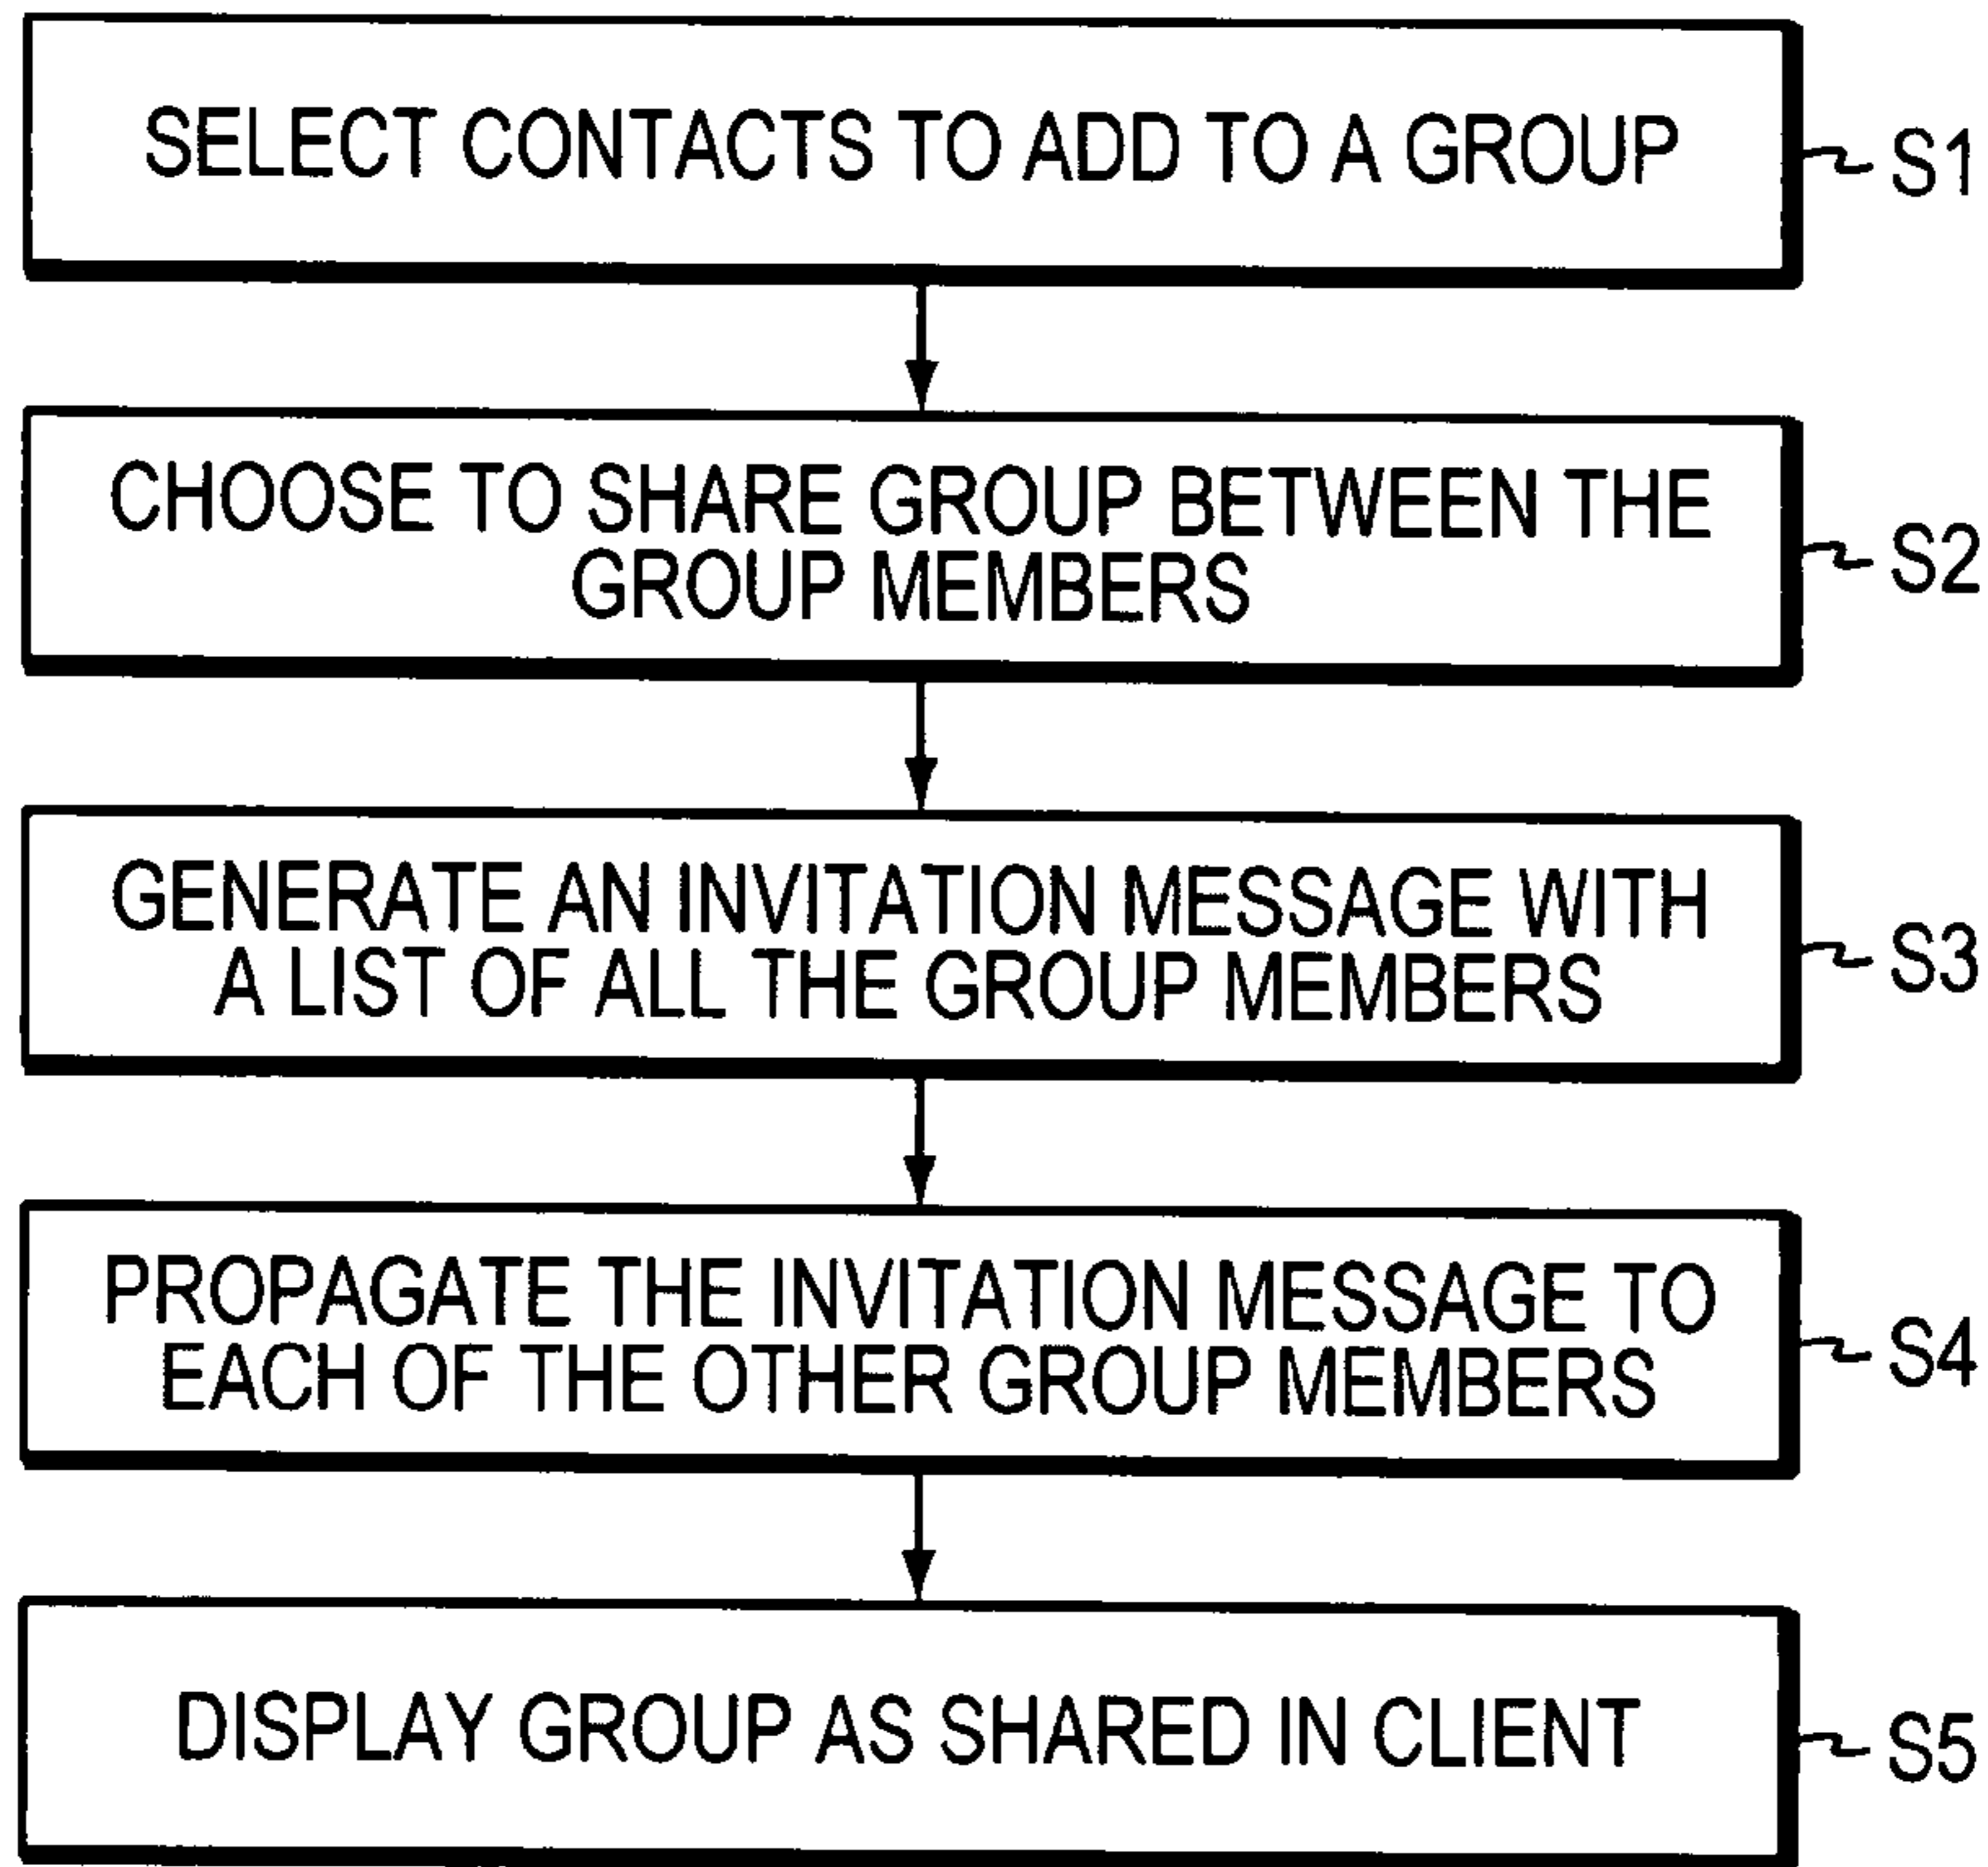 SELECT CONTACTS TO ADD TO A GROUP
S1
CHOOSE TO SHARE GROUP BETWEEN THE
GROUP MEMBERS
S2
GENERATE AN INVITATION MESSAGE WITH
A LIST OF ALL THE GROUP MEMBERS
S3
PROPAGATE THE INVITATION MESSAGE TO
EACH OF THE OTHER GROUP MEMBERS
S4
DISPLAY GROUP AS SHARED IN CLIENT
S5